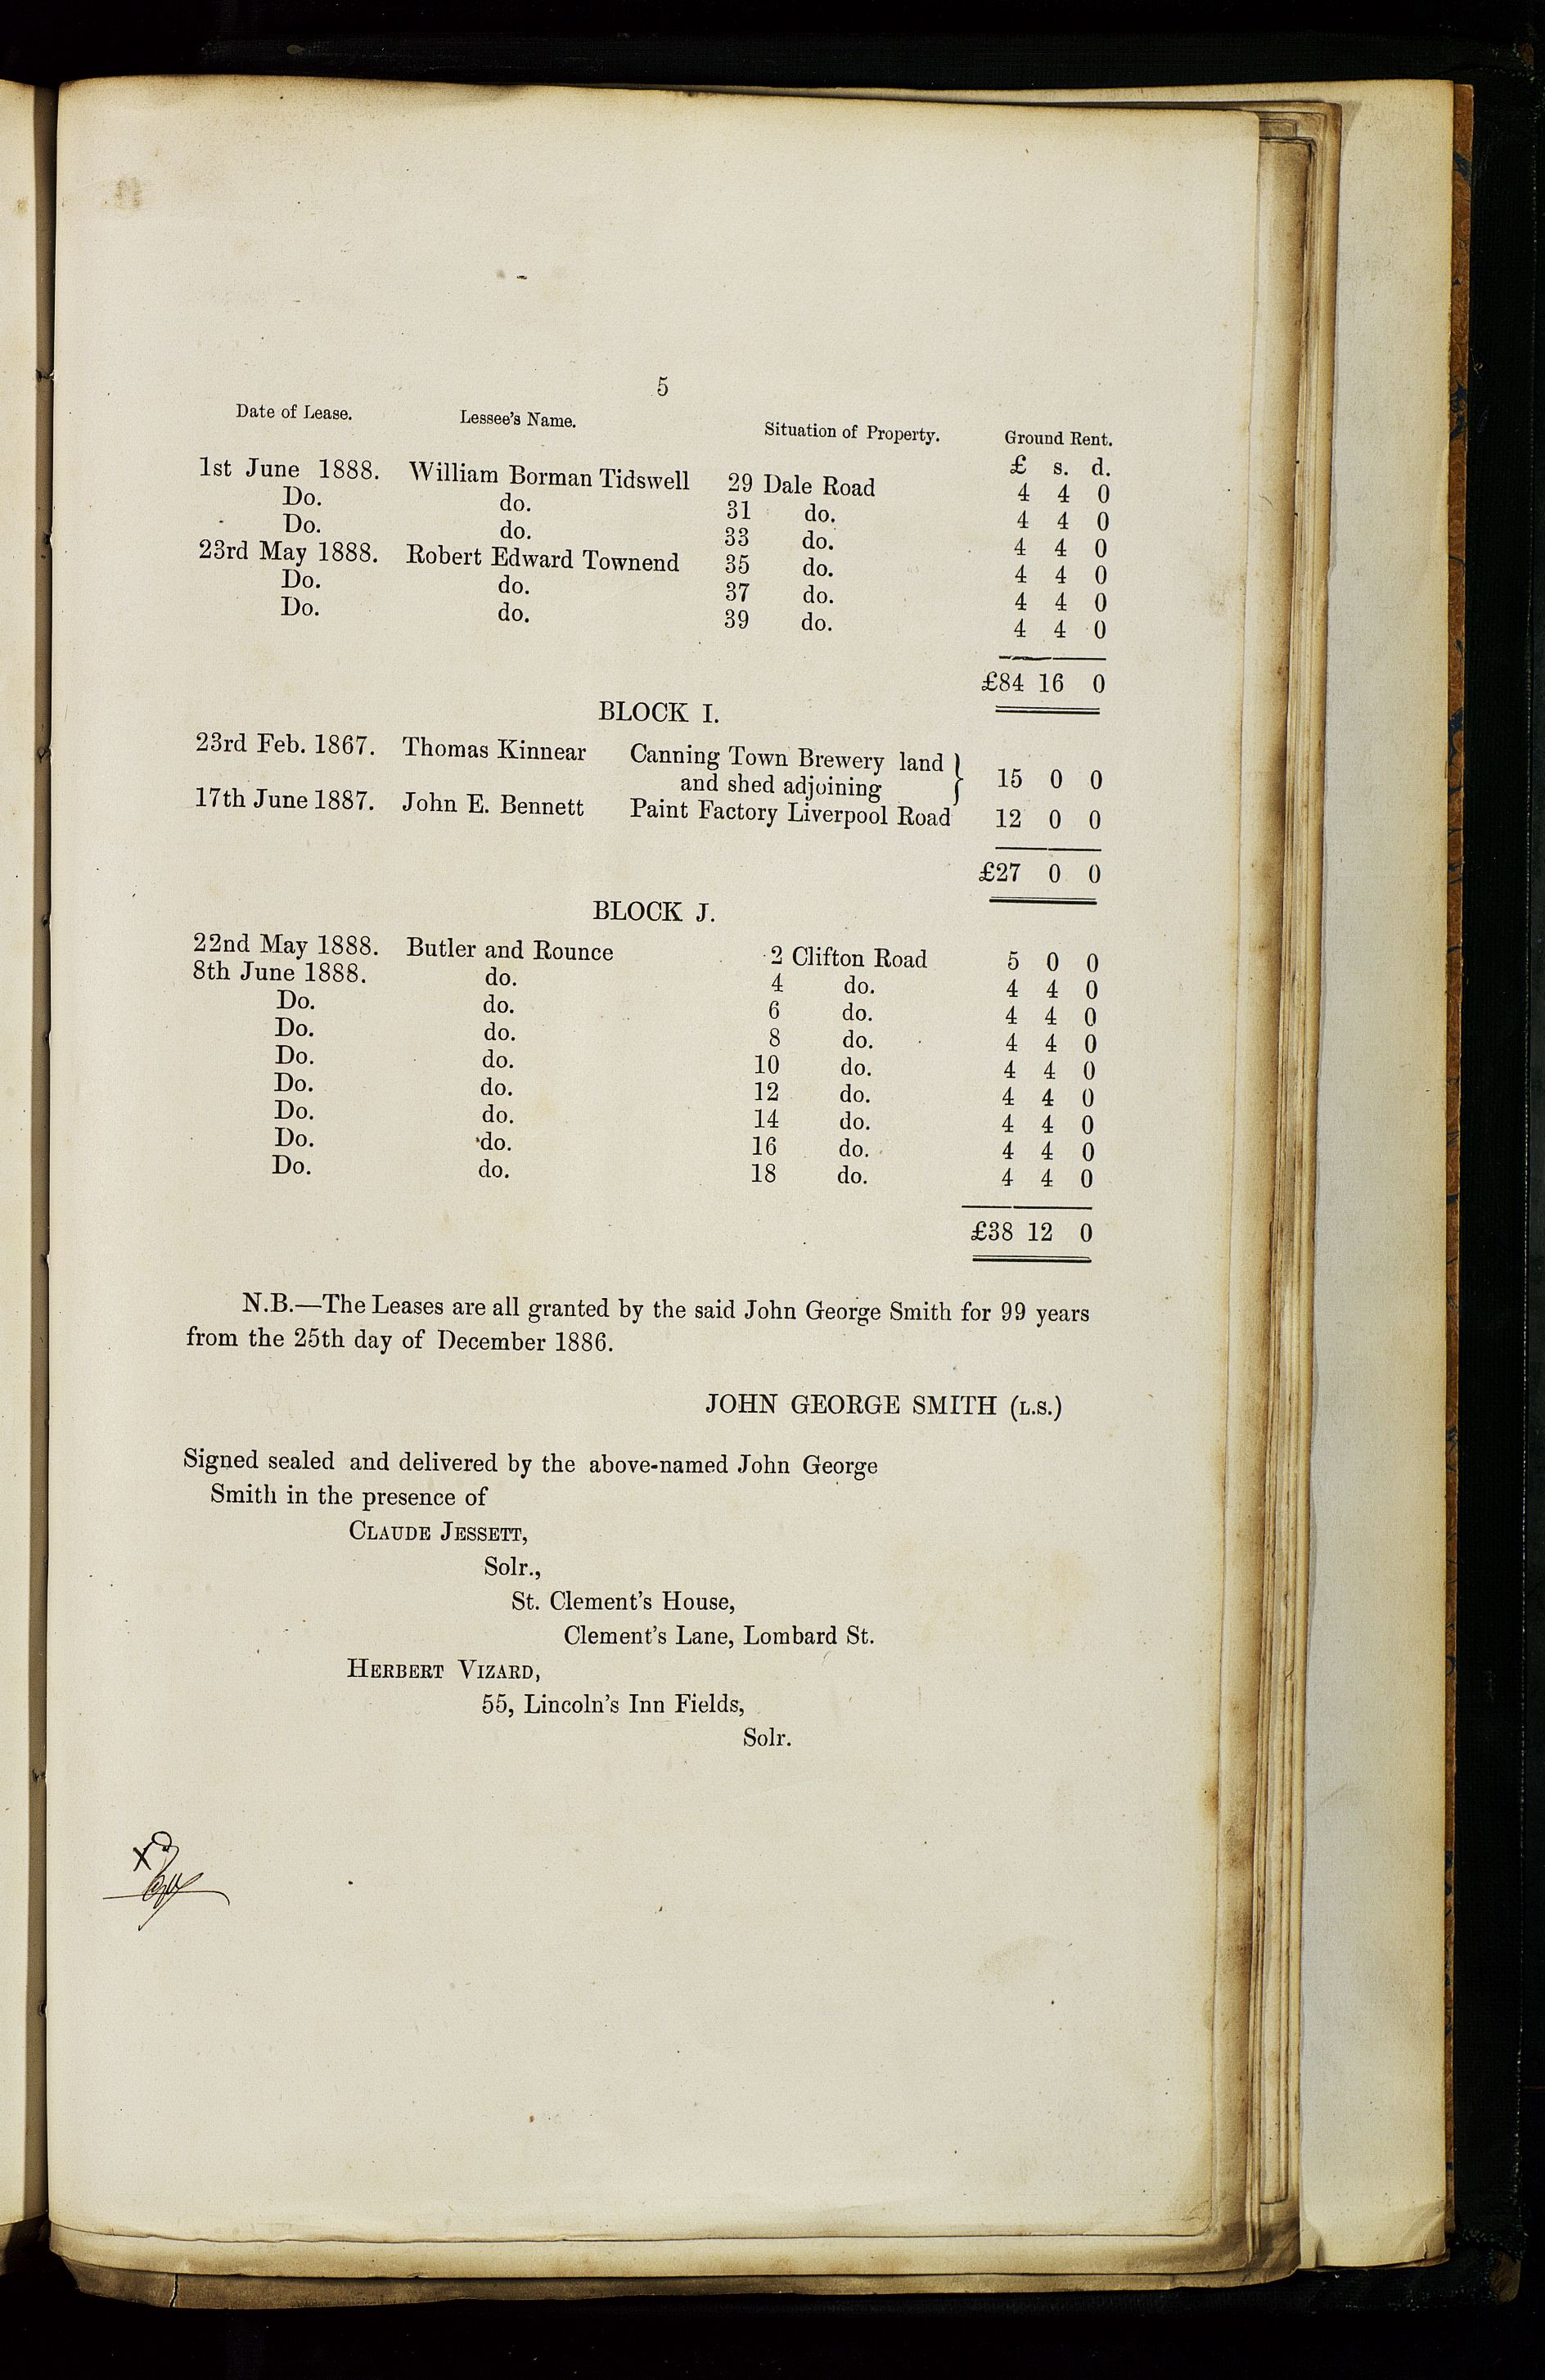 5
Date of Lease. Lessee's Name. Situation of Property. Ground Rent.
£ s. d.
1st June 1888. William Borman Tidswell 29 Dale Road 4 4 0
Do. do. 31 do. 4 4 0
Do. do. 33 do. 4 4 0
23rd May 1888. Robert Edward Townend 35 do. 4 4 0
Do. do. 37 do. 4 4 0
Do. do. 39 do. 4 4 0
£84 16 0
BLOCK I.
23rd Feb. 1867. Thomas Kinnear Canning Town Brewery land
and shed adjoining } 15 0 0
17th June 1887. John E. Bennett Paint Factory Liverpool Road 12 0 0
£27 0 0
BLOCK J.
22nd May 1888. Butler and Rounce 2 Clifton Road 5 0 0
8th June 1888. do. 4 do. 4 4 0
Do. do. 6 do. 4 4 0
Do. do. 8 do. 4 4 0
Do. do. 10 do. 4 4 0
Do. do. 12 do. 4 4 0
Do. do. 14 do. 4 4 0
Do. do. 16 do. 4 4 0
Do. do. 18 do. 4 4 0
£38 12 0
N.B.—The Leases are all granted by the said John George Smith for 99 years
from the 25th day of December 1886.
JOHN GEORGE SMITH (L.S.)
Signed sealed and delivered by the above-named John George
Smith in the presence of
CLAUDE JESSETT,
Solr.,
St. Clement's House,
Clement's Lane, Lombard St.
HERBERT VIZARD,
55, Lincoln's Inn Fields,
Solr.